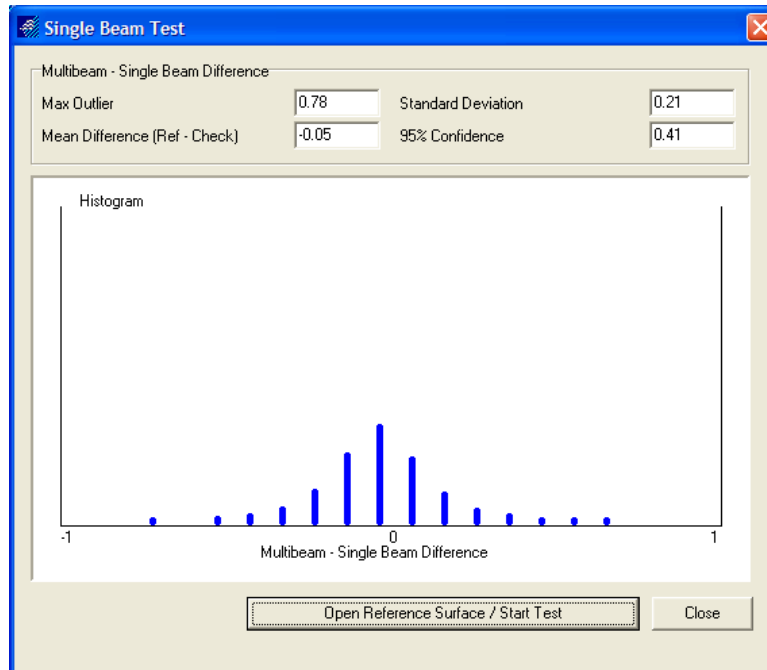 Single Beam Test
Multibeam - Single Beam Difference
Max Outlier 0.78 Standard Deviation 0.21
Mean Difference (Ref - Check) -0.05 95% Confidence 0.41
Histogram
-1 0 1
Multibeam - Single Beam Difference
Open Reference Surface / Start Test Close